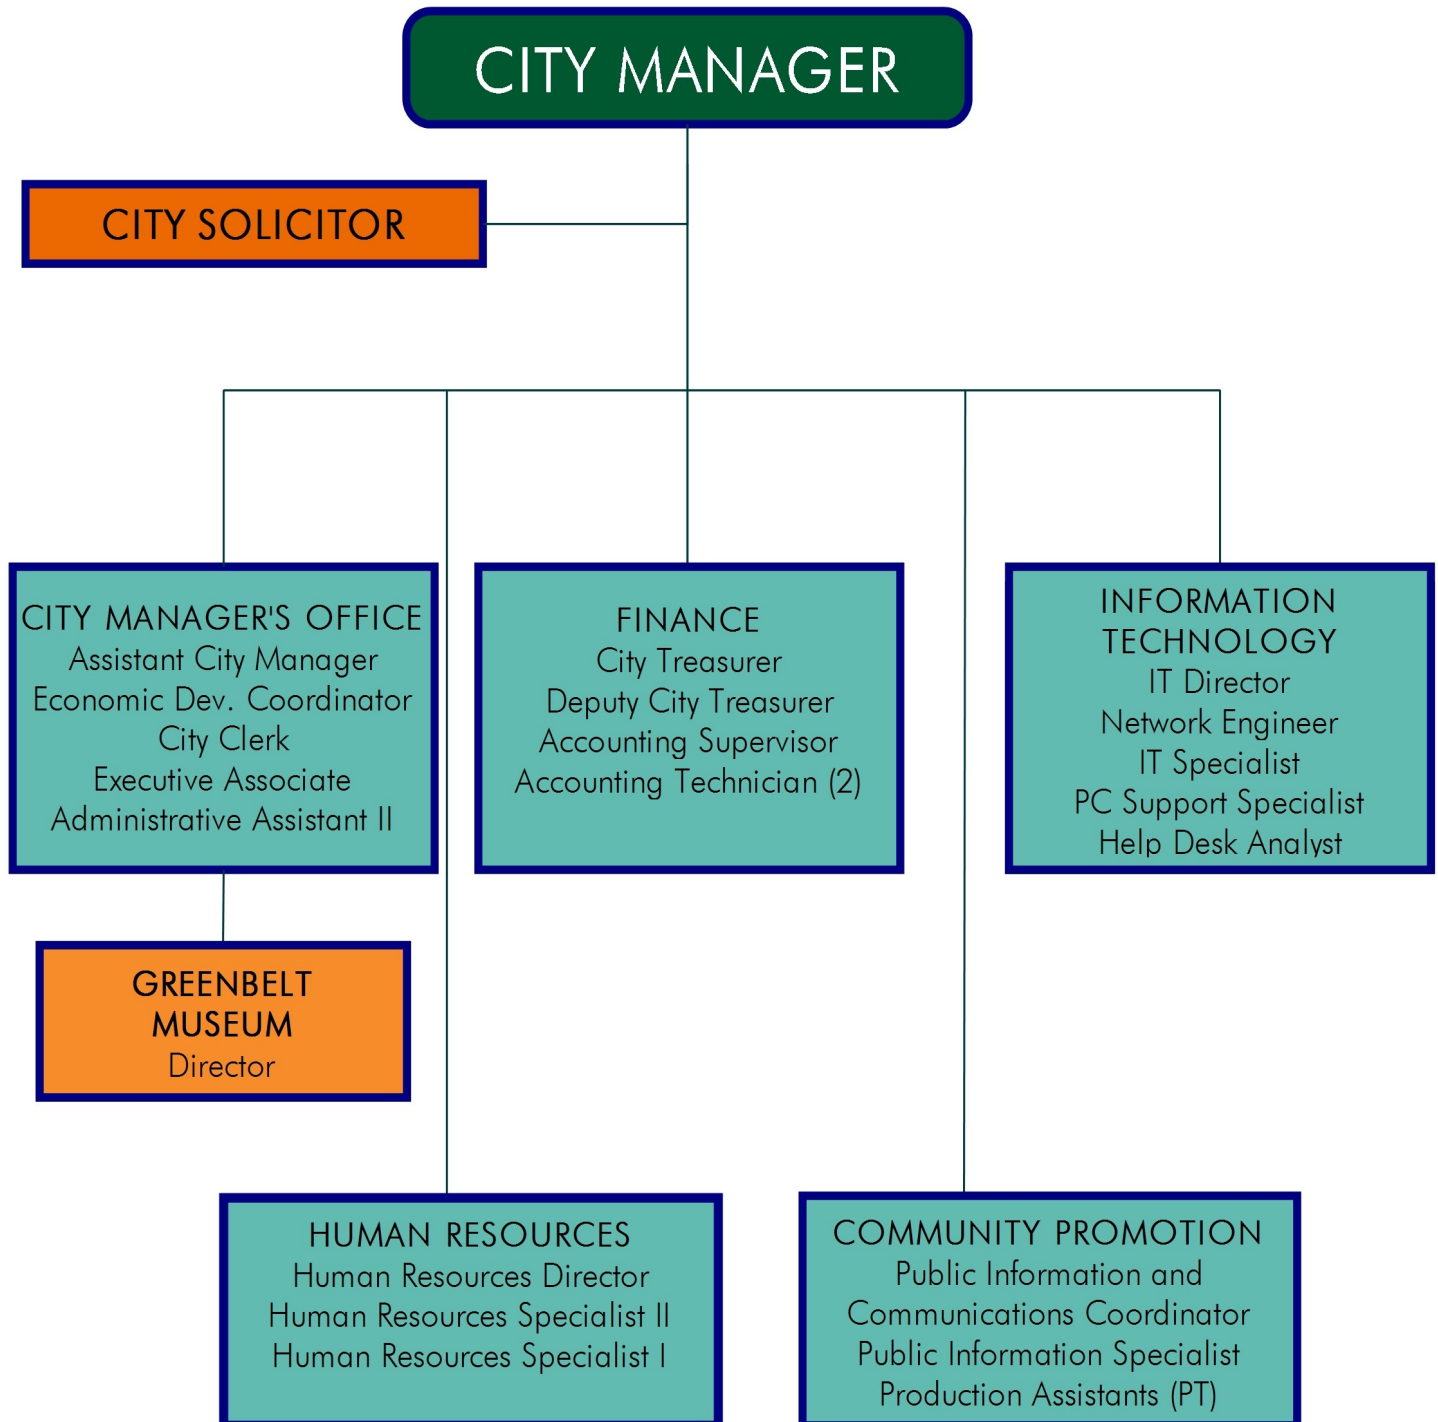 CITY MANAGER
CITY SOLICITOR
CITY MANAGER'S OFFICE
Assistant City Manager
Economic Dev. Coordinator
City Clerk
Executive Associate
Administrative Assistant II
FINANCE
City Treasurer
Deputy City Treasurer
Accounting Supervisor
Accounting Technician (2)
INFORMATION
TECHNOLOGY
IT Director
Network Engineer
IT Specialist
PC Support Specialist
Help Desk Analyst
GREENBELT
MUSEUM
Director
HUMAN RESOURCES
Human Resources Director
Human Resources Specialist II
Human Resources Specialist I
COMMUNITY PROMOTION
Public Information and
Communications Coordinator
Public Information Specialist
Production Assistants (PT)